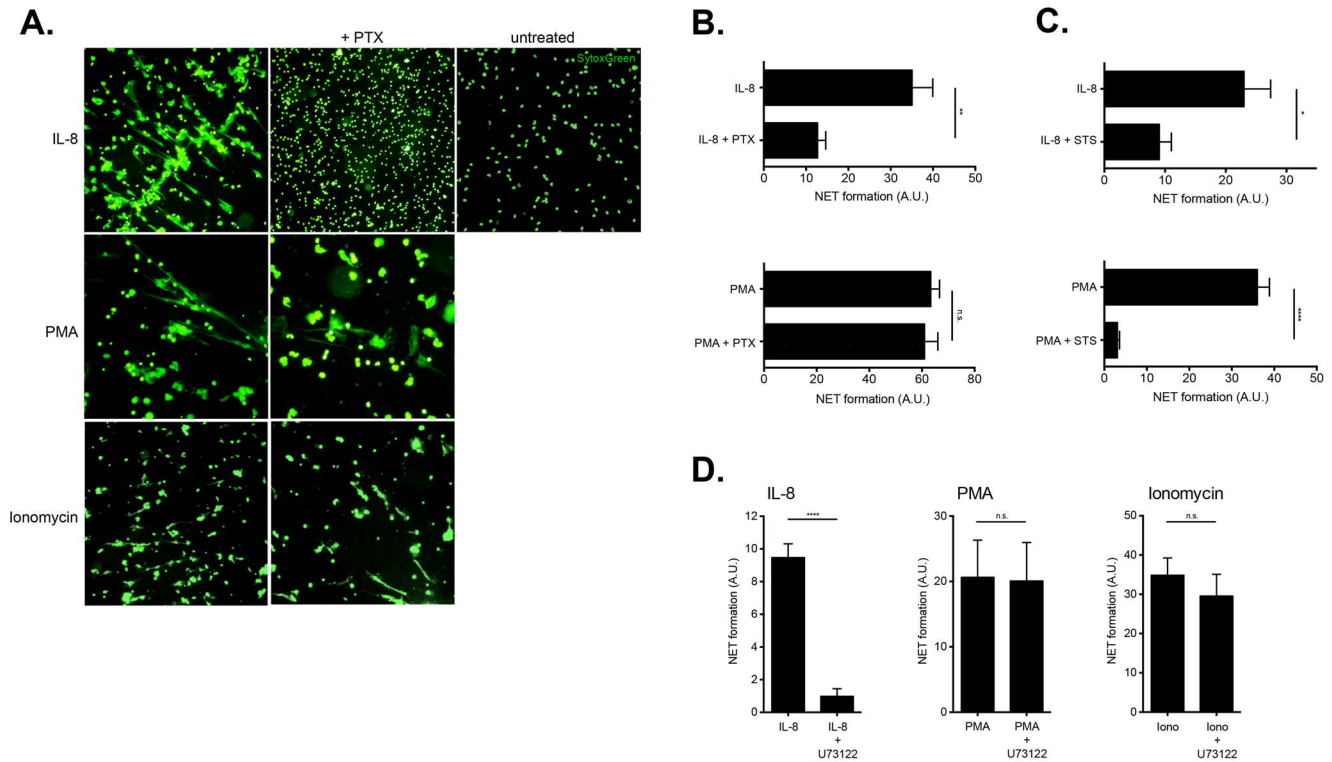 A.
+ PTX
untreated
SytoxGreen
IL-8
PMA
Ionomycin
B.
IL-8
IL-8 + PTX
**
0 10 20 30 40 50
NET formation (A.U.)
PMA
PMA + PTX
n.s.
0 20 40 60 80
NET formation (A.U.)
C.
IL-8
IL-8 + STS
*
0 10 20 30
NET formation (A.U.)
PMA
PMA + STS
****
0 10 20 30 40 50
NET formation (A.U.)
D.
IL-8
NET formation (A.U.)
12
10
8
6
4
2
0
****
IL-8
IL-8
+
U73122
PMA
NET formation (A.U.)
30
20
10
0
n.s.
PMA
PMA
+
U73122
Ionomycin
NET formation (A.U.)
50
40
30
20
10
0
n.s.
Iono
Iono
+
U73122